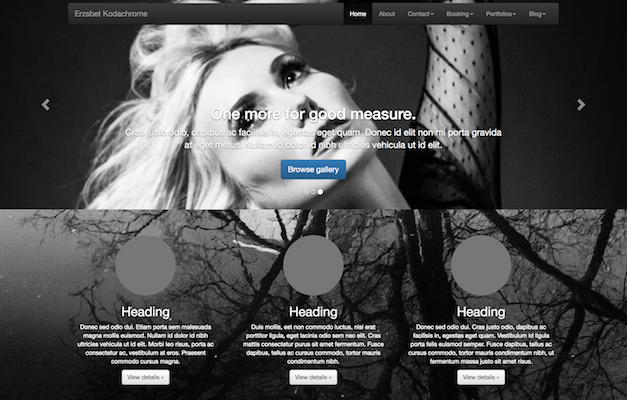 Erzsbet Kodachrome
Home About Contact Booking Portfolios Blog
One more for good measure.
Cras justo odio, dapibus ac facilisis in, egestas eget quam. Donec id elit non mi porta gravida
at eget metus. Nullam id dolor id nibh ultricies vehicula ut id elit.
Browse gallery
Heading
Donec sed odio dui. Etiam porta sem malesuada
magna mollis euismod. Nullam id dolor id nibh
ultricies vehicula ut id elit. Morbi leo risus, porta ac
consectetur ac, vestibulum at eros. Praesent
commodo cursus magna.
View details »
Heading
Duis mollis, est non commodo luctus, nisi erat
porttitor ligula, eget lacinia odio sem nec elit. Cras
mattis consectetur purus sit amet fermentum. Fusce
dapibus, tellus ac cursus commodo, tortor mauris
condimentum nibh.
View details »
Heading
Donec sed odio dui. Cras justo odio, dapibus ac
facilisis in, egestas eget quam. Vestibulum id ligula
porta felis euismod semper. Fusce dapibus, tellus ac
cursus commodo, tortor mauris condimentum nibh, ut
fermentum massa justo sit amet risus.
View details »